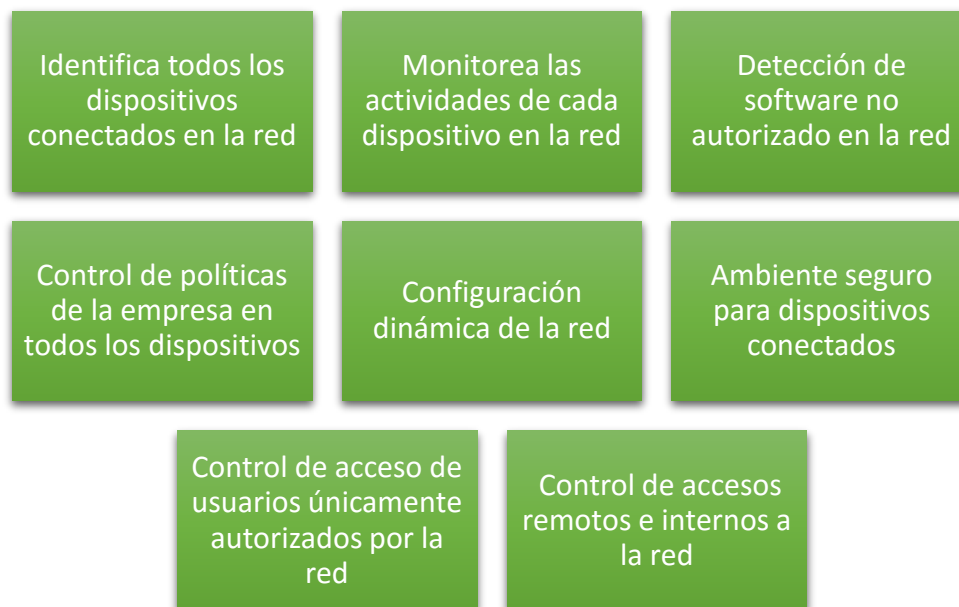 Identifica todos los
dispositivos
conectados en la red
Monitorea las
actividades de cada
dispositivo en la red
Detección de
software no
autorizado en la red
Control de políticas
de la empresa en
todos los dispositivos
Configuración
dinámica de la red
Ambiente seguro
para dispositivos
conectados
Control de acceso de
usuarios únicamente
autorizados por la
red
Control de accesos
remotos e internos a
la red